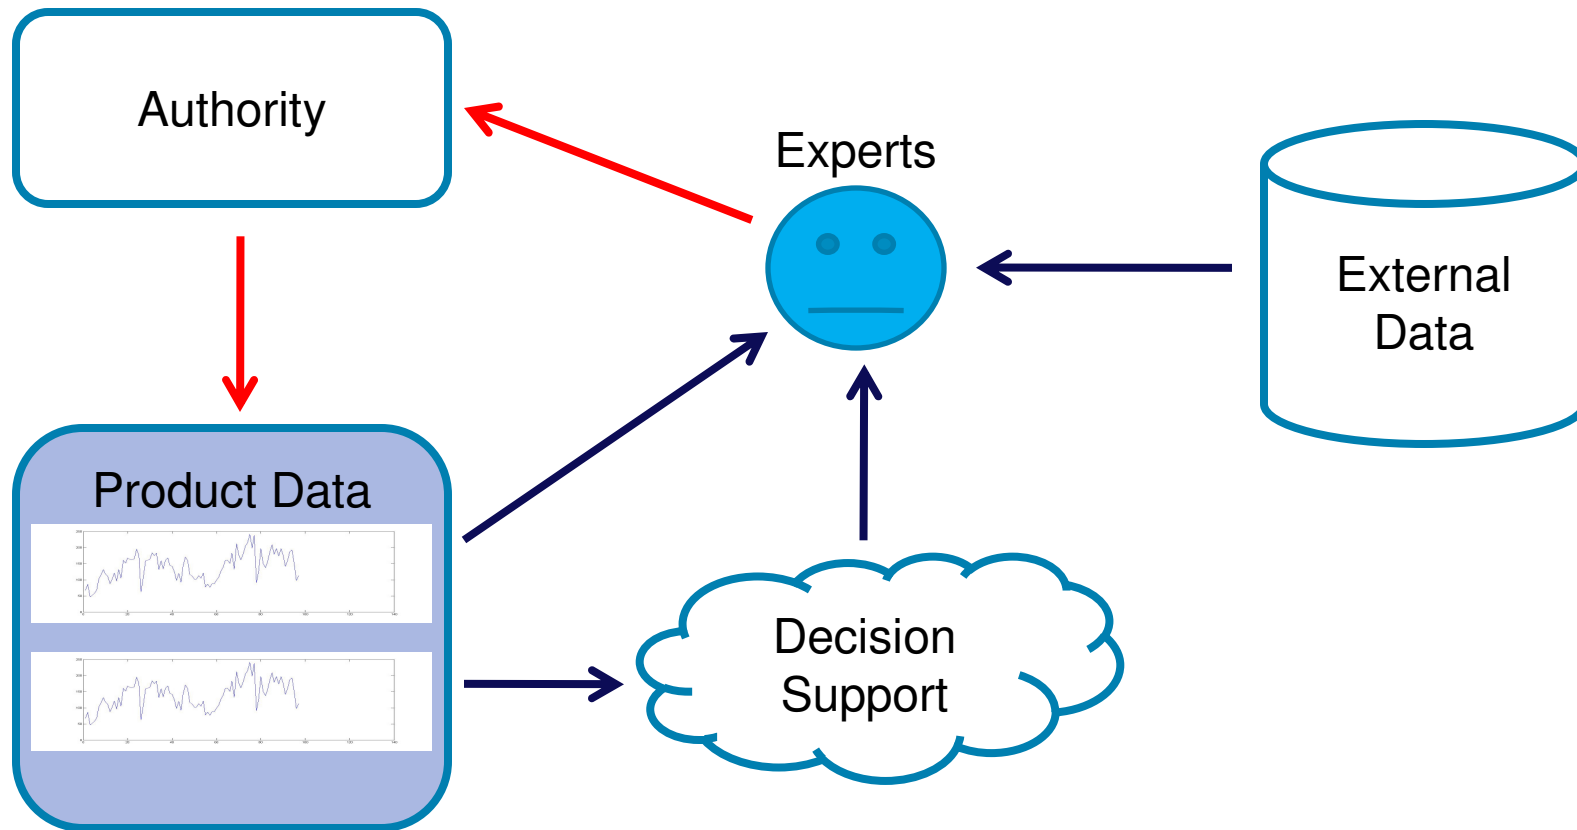 Authority
Experts
External
Data
Product Data
Decision
Support